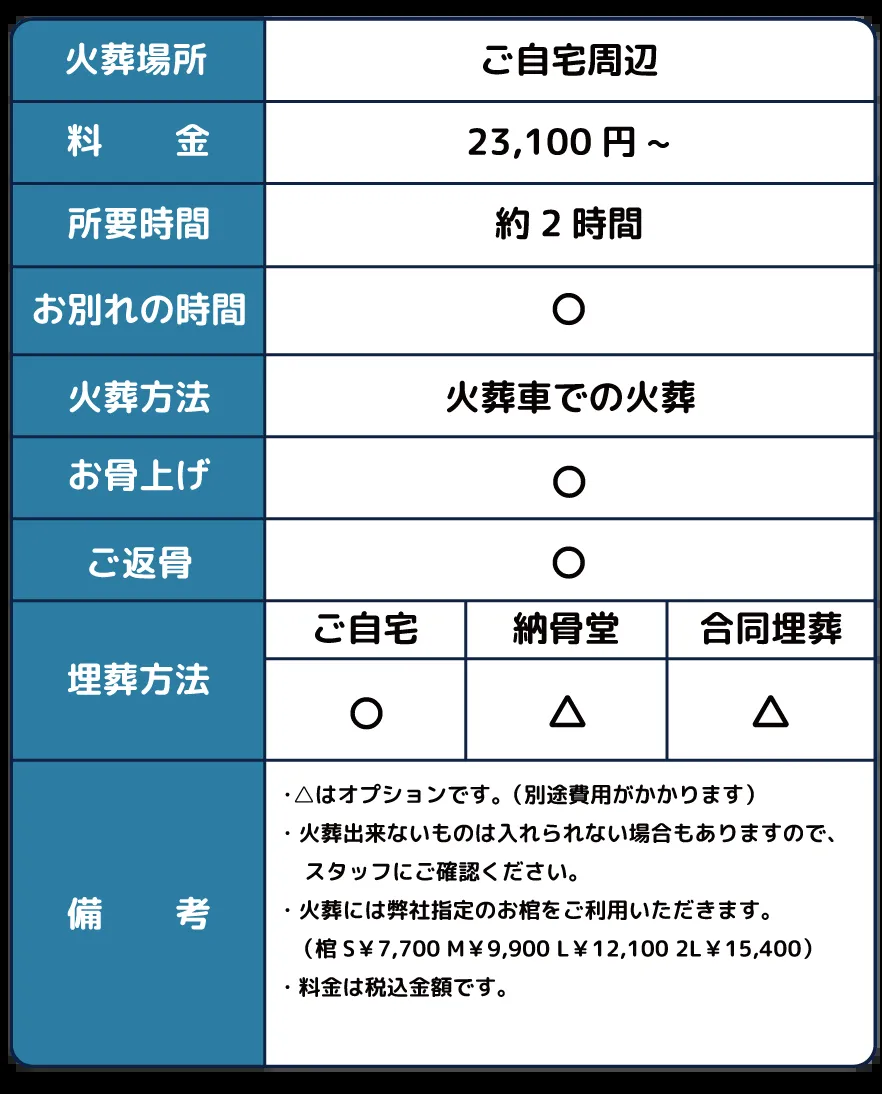 火葬場所 ご自宅周辺
料 金 23,100 円 ~
所要時間 約 2 時間
お別れの時間 〇
火葬方法 火葬車での火葬
お骨上げ 〇
ご返骨 〇
埋葬方法 ご自宅 納骨堂 合同埋葬
〇 △ △
備 考
・△はオプションです。（別途費用がかかります）
・火葬出来ないものは入れられない場合もありますので、
スタッフにご確認ください。
・火葬には弊社指定のお棺をご利用いただきます。
（棺 S￥7,700 M￥9,900 L￥12,100 2L￥15,400）
・料金は税込金額です。